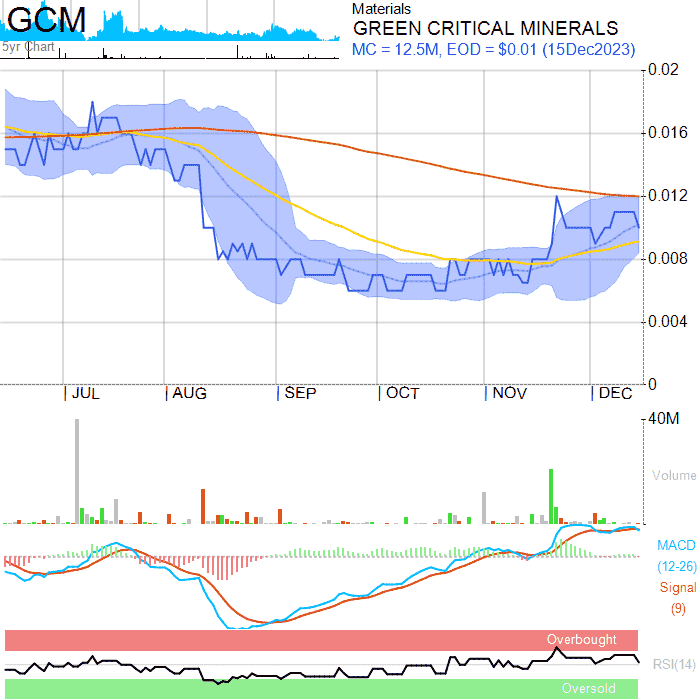 GCM
5yr Chart
Materials
GREEN CRITICAL MINERALS
MC = 12.5M, EOD = $0.01 (15Dec2023)
0.02
0.016
0.012
0.008
0.004
0
JUL AUG SEP OCT NOV DEC
40M
Volume
MACD
(12-26)
Signal
(9)
Overbought
RSI(14)
Oversold